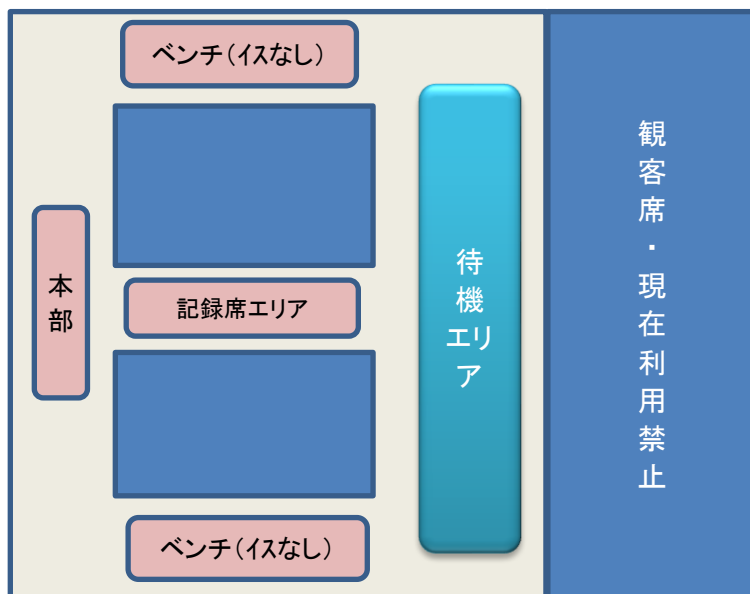 ベンチ（イスなし）
本部
記録席エリア
ベンチ（イスなし）
待機エリア
観客席・現在利用禁止